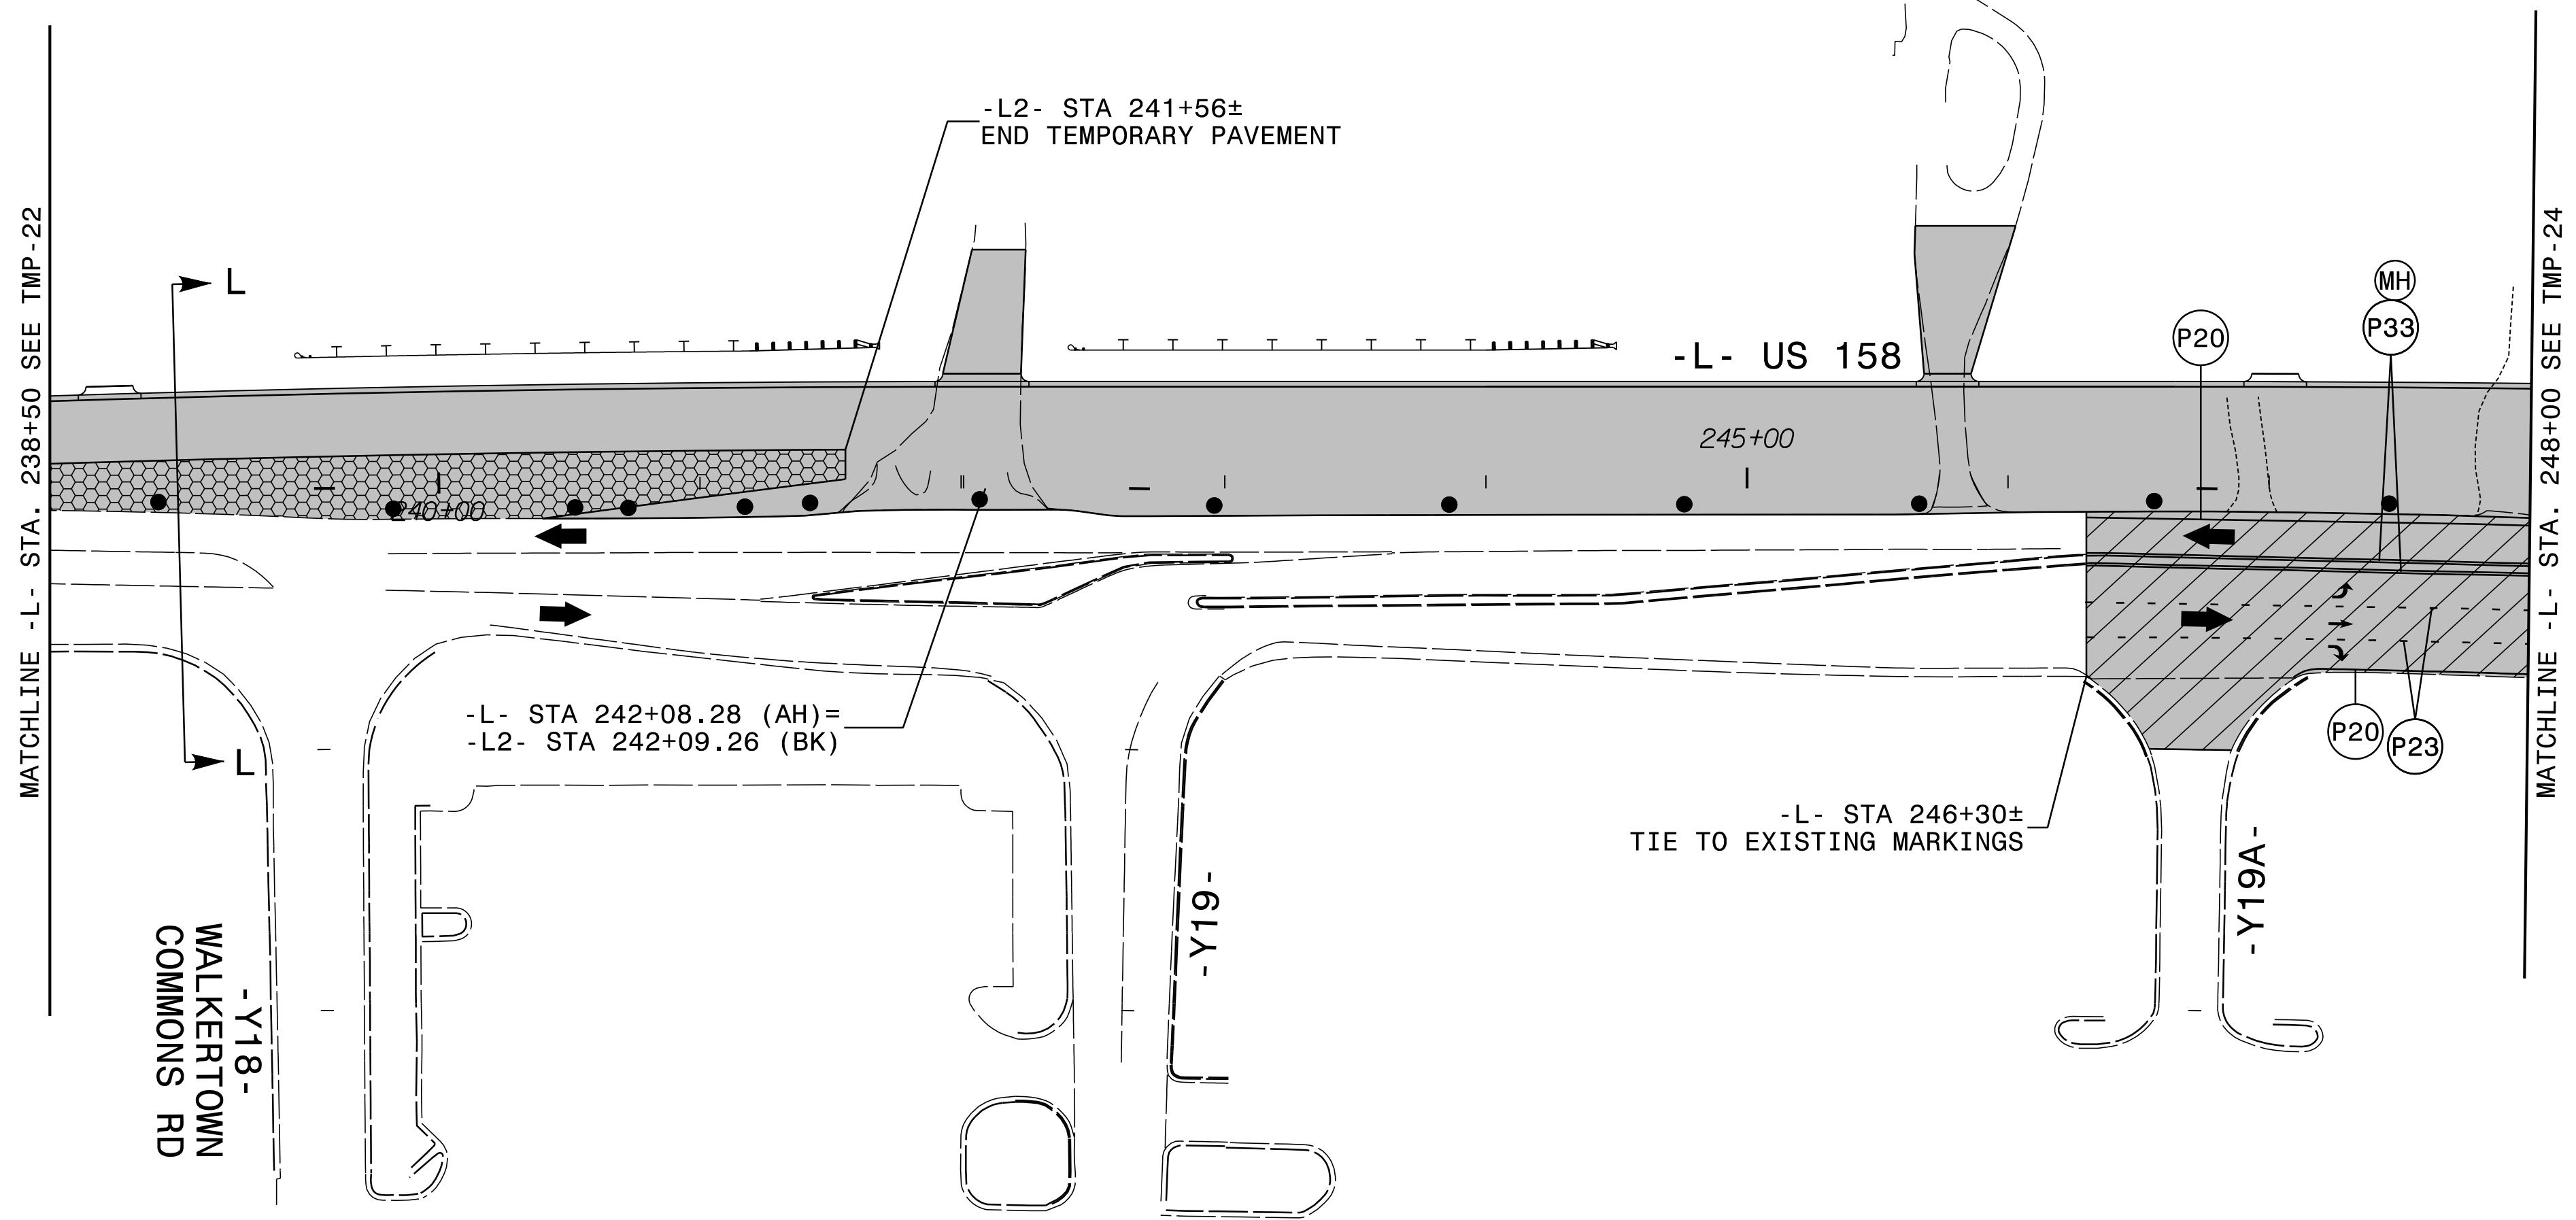 -L2- STA 241+56±
END TEMPORARY PAVEMENT
MATCHLINE -L- STA. 238+50 SEE TMP-22
MATCHLINE -L- STA. 248+00 SEE TMP-24
L
MH
P33
P20
-L- US 158
245+00
240+00
-L- STA 242+08.28 (AH)=
-L2- STA 242+09.26 (BK)
L
P20
P23
-L- STA 246+30±
TIE TO EXISTING MARKINGS
-Y19-
-Y19A-
-Y18-
WALKERTOWN
COMMONS RD